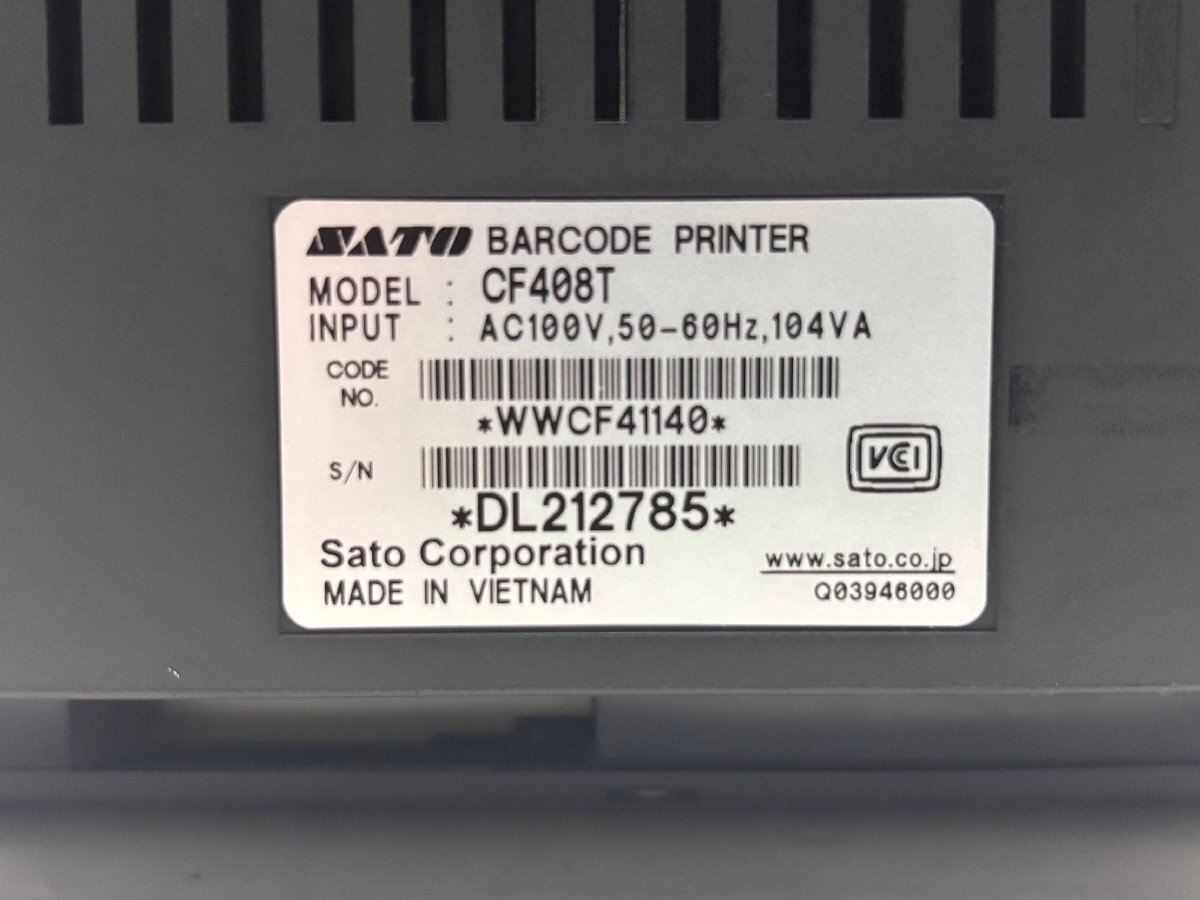 SATO BARCODE PRINTER
MODEL : CF408T
INPUT : AC100V,50-60Hz,104VA
CODE NO.
*WWCF41140*
S/N
*DL212785*
VCCI
Sato Corporation
www.sato.co.jp
MADE IN VIETNAM
Q03946000